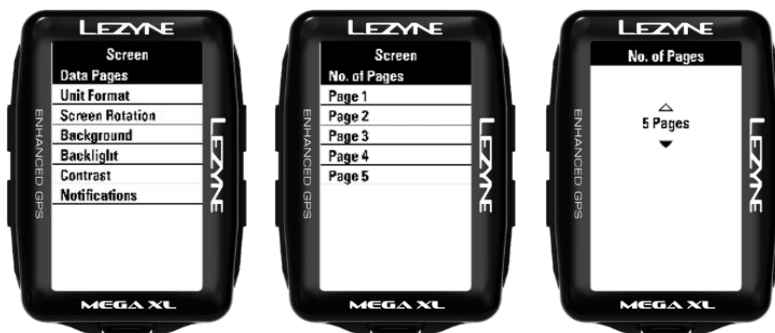 LEZYNE
Screen
Data Pages
Unit Format
Screen Rotation
Background
Backlight
Contrast
Notifications
ENHANCED GPS
LEZYNE
MEGA XL
LEZYNE
Screen
No. of Pages
Page 1
Page 2
Page 3
Page 4
Page 5
ENHANCED GPS
LEZYNE
MEGA XL
LEZYNE
No. of Pages
5 Pages
ENHANCED GPS
LEZYNE
MEGA XL